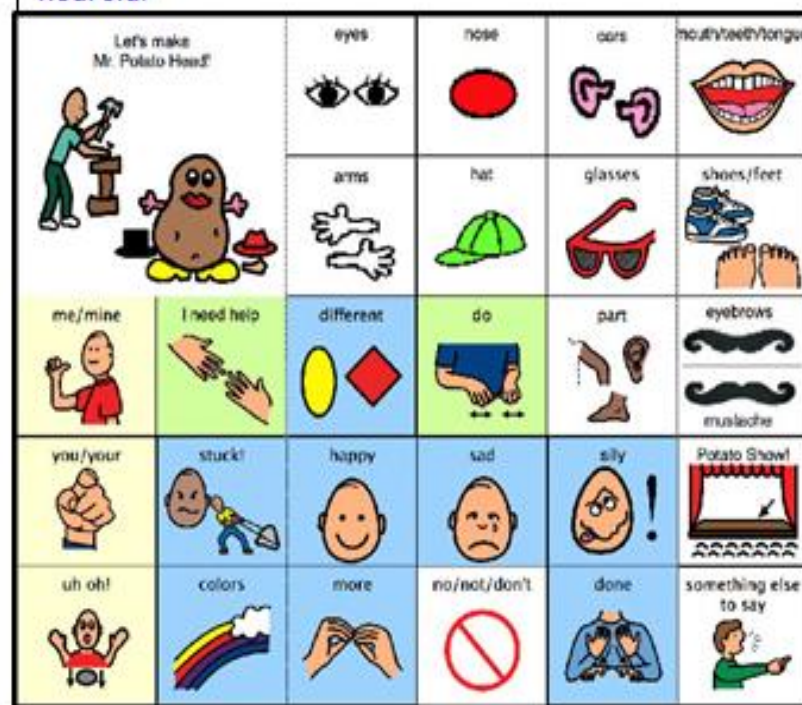 Let's make
Mr. Potato Head!
eyes
nose
ears
mouth/teeth/tongue
arms
hat
glasses
shoes/feet
me/mine
I need help
different
do
part
eyebrows
mustache
you/your
stuck!
happy
sad
silly
!
Potato Show!
uh oh!
colors
more
no/not/don't
done
something else
to say